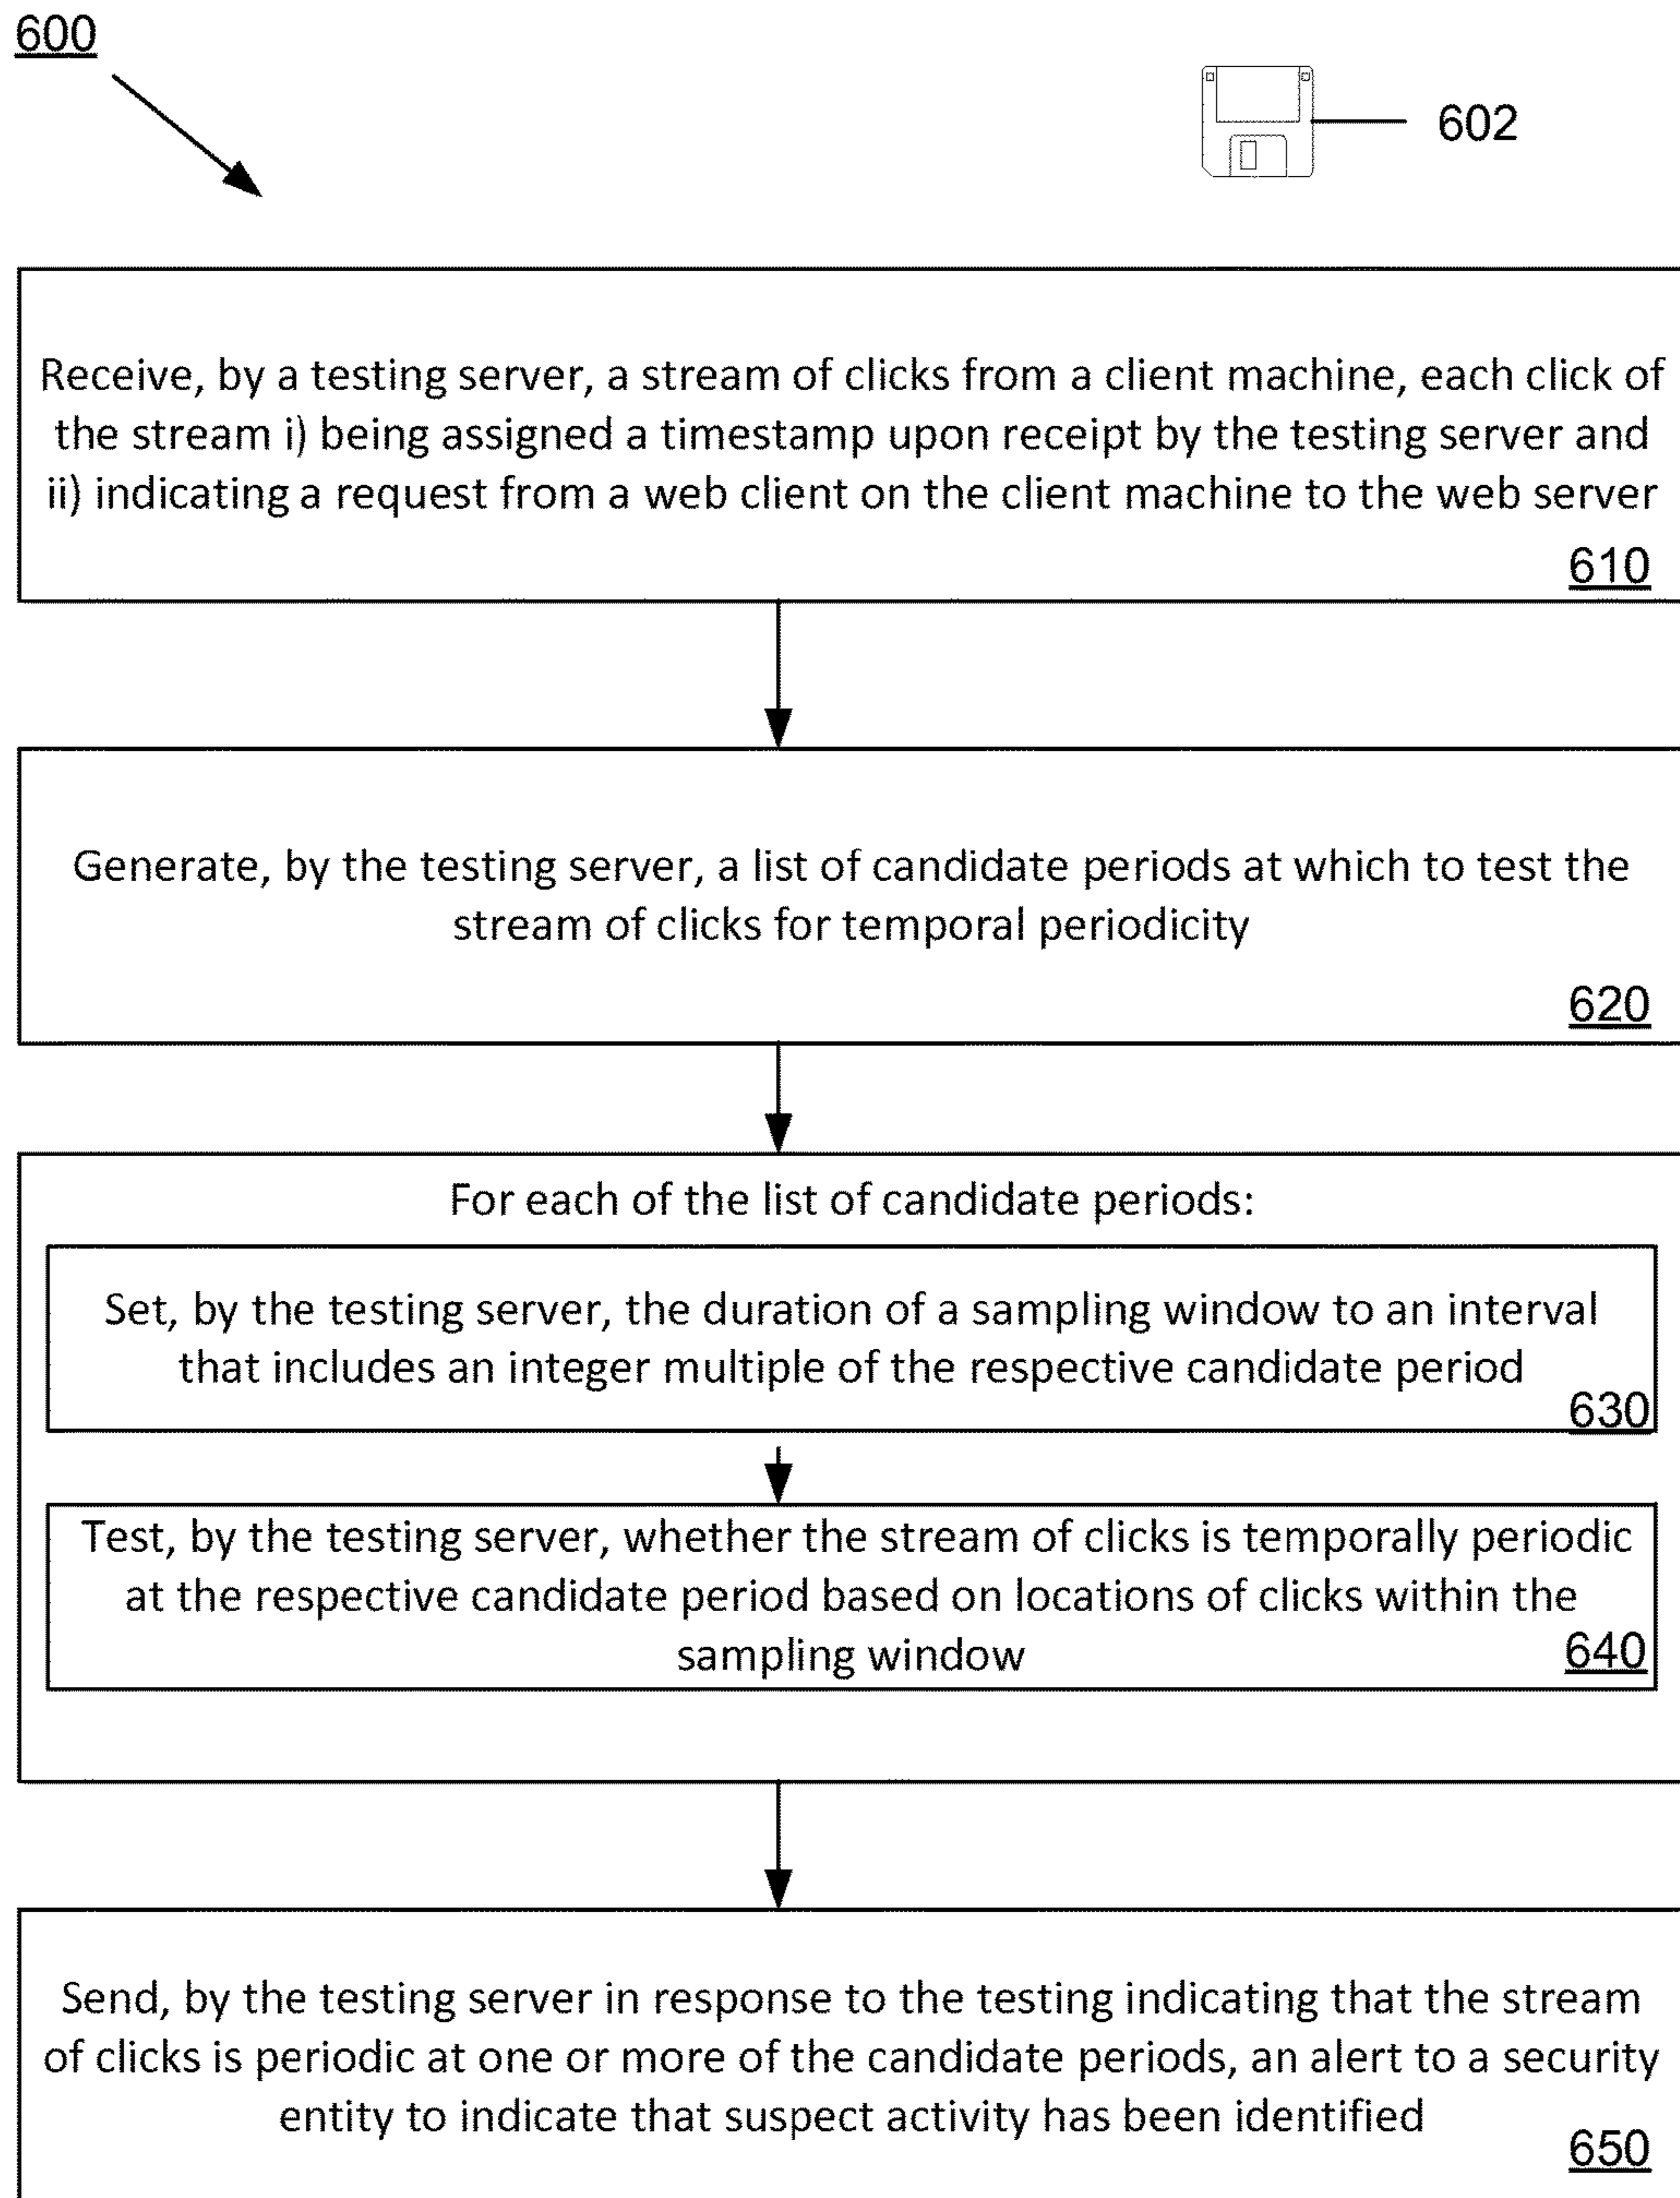 600
602
Receive, by a testing server, a stream of clicks from a client machine, each click of
the stream i) being assigned a timestamp upon receipt by the testing server and
ii) indicating a request from a web client on the client machine to the web server
610
Generate, by the testing server, a list of candidate periods at which to test the
stream of clicks for temporal periodicity
620
For each of the list of candidate periods:
Set, by the testing server, the duration of a sampling window to an interval
that includes an integer multiple of the respective candidate period
630
Test, by the testing server, whether the stream of clicks is temporally periodic
at the respective candidate period based on locations of clicks within the
sampling window
640
Send, by the testing server in response to the testing indicating that the stream
of clicks is periodic at one or more of the candidate periods, an alert to a security
entity to indicate that suspect activity has been identified
650